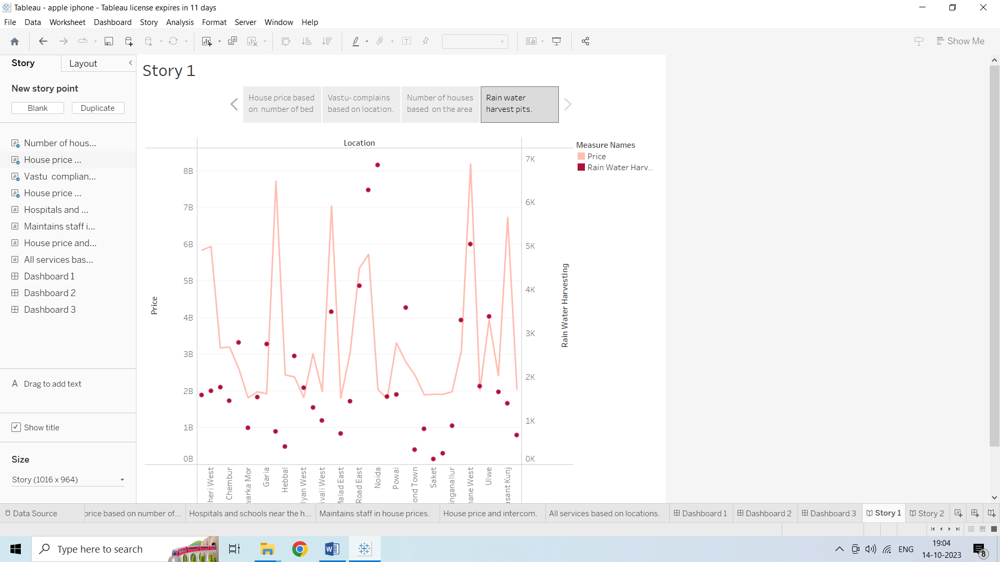 Tableau - apple iphone - Tableau license expires in 11 days
File Data Worksheet Dashboard Story Analysis Format Server Window Help
Show Me
Story
Layout
New story point
Blank
Duplicate
Number of hous...
House price ...
Vastu complian...
House price ...
Hospitals and ...
Maintains staff i...
House price and...
All services bas...
Dashboard 1
Dashboard 2
Dashboard 3
A Drag to add text
Show title
Size
Story (1016 x 964)
Story 1
House price based
on number of bed
Vastu- complains
based on location.
Number of houses
based on the area
Rain water
harvest pits.
Location
Measure Names
Price
Rain Water Harv..
Price
8B
7B
6B
5B
4B
3B
2B
1B
0B
7K
6K
5K
4K
3K
2K
1K
0K
Rain Water Harvesting
heri West
Chembur
varka Mor
Garia
Hebbal
lyan West
ivali West
Malad East
Road East
Noida
Powai
ond Town
Saket
inganallur
nane West
Ulwe
asant Kunj
Data Source
price based on number of...
Hospitals and schools near the h...
Maintains staff in house prices.
House price and intercom.
All services based on locations.
Dashboard 1
Dashboard 2
Dashboard 3
Story 1
Story 2
Type here to search
ENG
19:04
14-10-2023
8